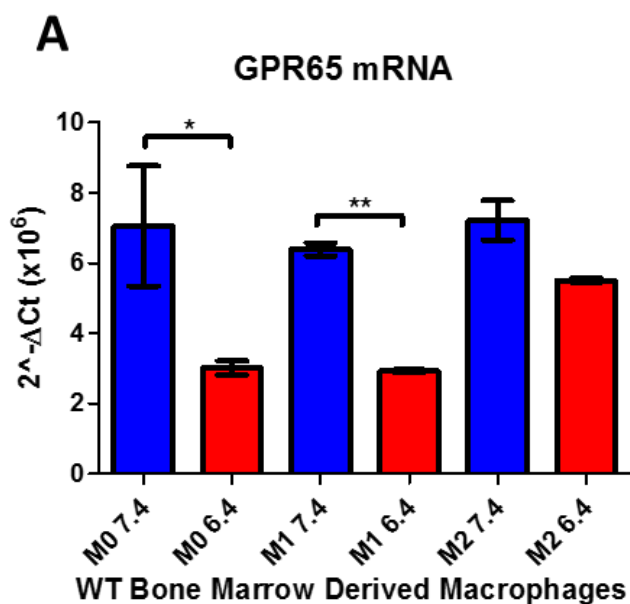 A
GPR65 mRNA
2^-ΔCt (x10⁶)
10
8
6
4
2
0
*
**
M0 7.4
M0 6.4
M1 7.4
M1 6.4
M2 7.4
M2 6.4
WT Bone Marrow Derived Macrophages